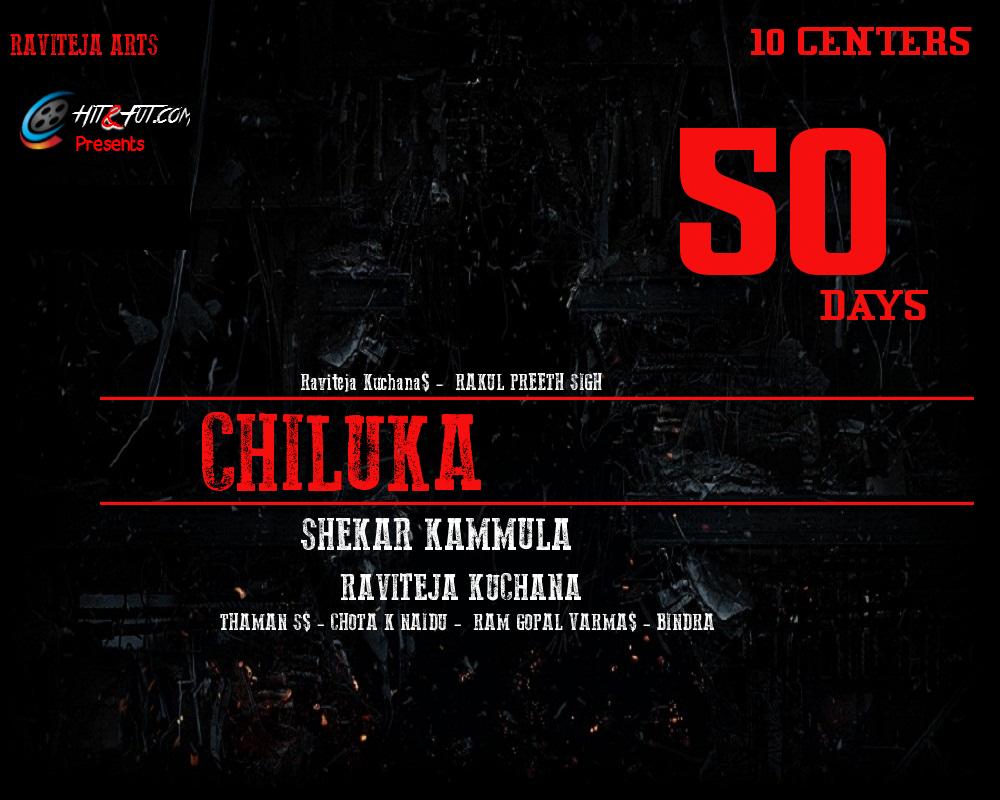 RAVITEJA ARTS
10 CENTERS
HIT&FUT.COM
Presents
50
DAYS
Raviteja Kuchana$ - RAKUL PREETH SIGH
CHILUKA
SHEKAR KAMMULA
RAVITEJA KUCHANA
THAMAN S$ - CHOTA K NAIDU - RAM GOPAL VARMA$ - BINDRA